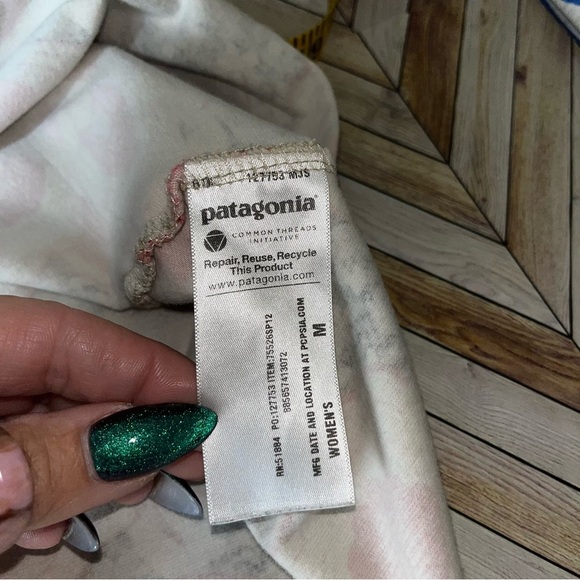 127753 MJS
patagonia®
COMMON THREADS
INITIATIVE
Repair, Reuse, Recycle
This Product
www.patagonia.com
RN:51884 PO:127753 ITEM:75526SP12
885657413072
MFG DATE AND LOCATION AT PCPSIA.COM
WOMEN'S M